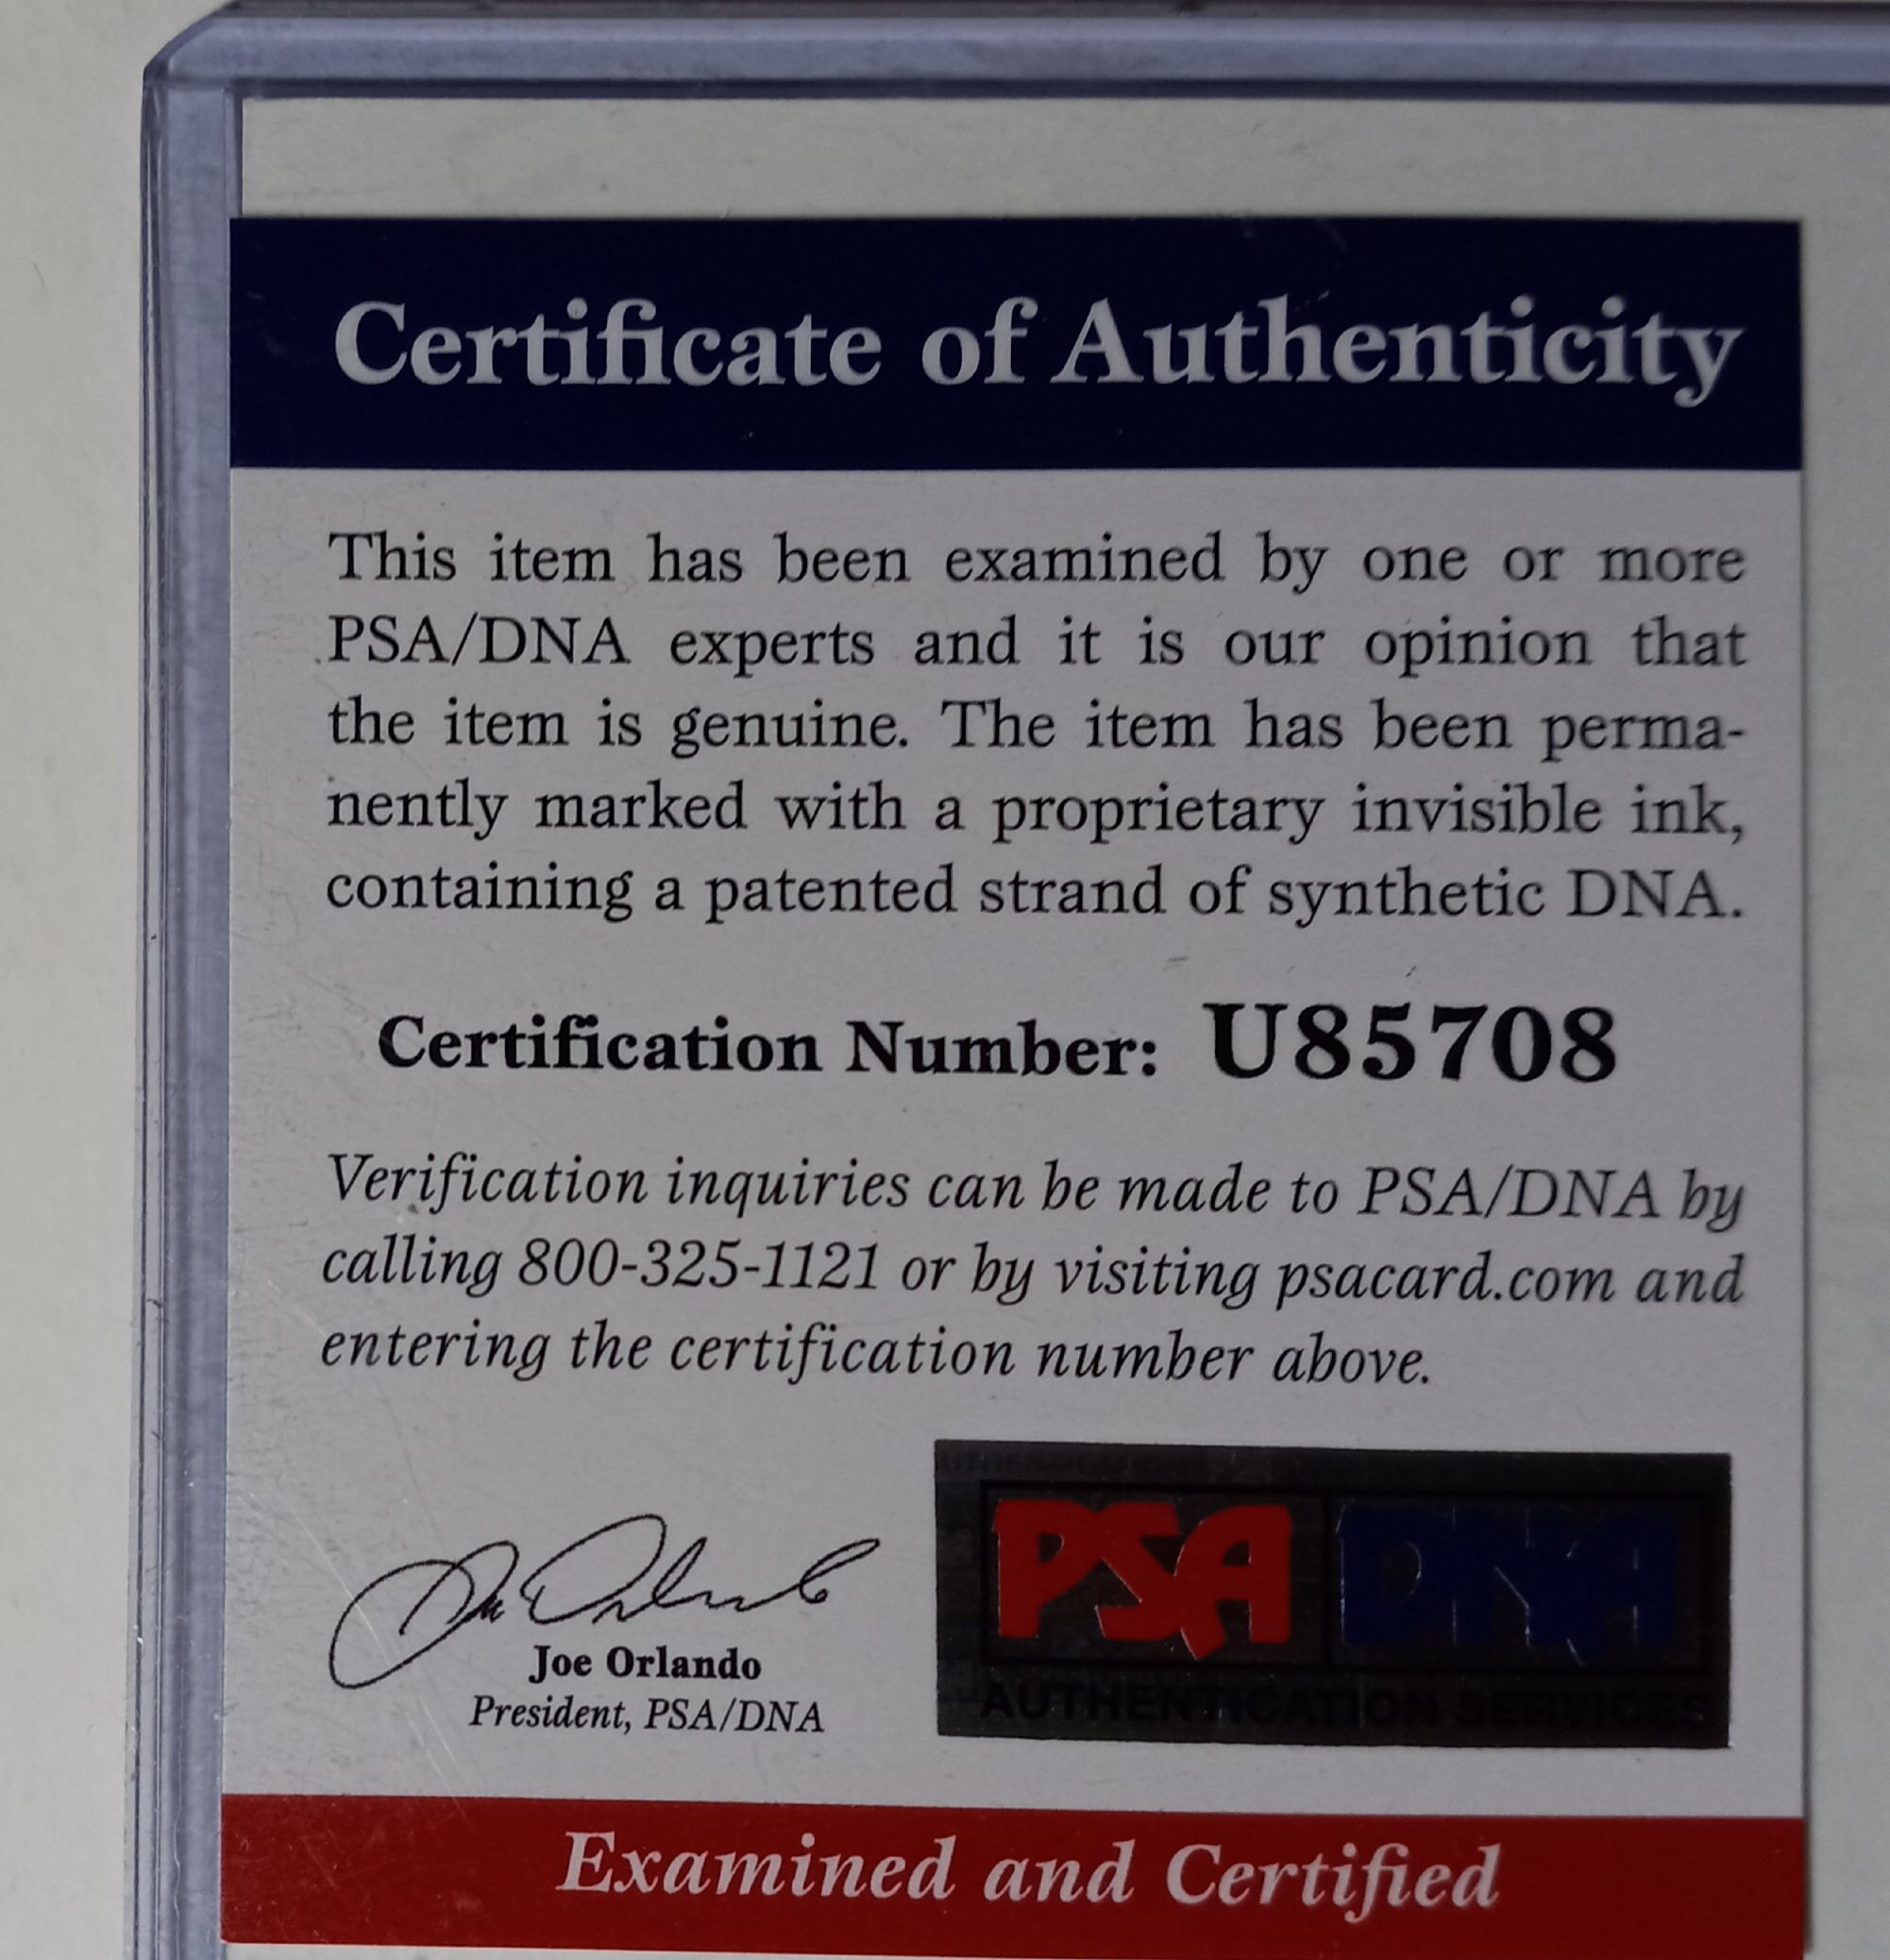 Certificate of Authenticity
This item has been examined by one or more
PSA/DNA experts and it is our opinion that
the item is genuine. The item has been perma-
nently marked with a proprietary invisible ink,
containing a patented strand of synthetic DNA.
Certification Number: U85708
Verification inquiries can be made to PSA/DNA by
calling 800-325-1121 or by visiting psacard.com and
entering the certification number above.
Joe Orlando
President, PSA/DNA
PSA DNA
AUTHENTICATION SERVICES
Examined and Certified